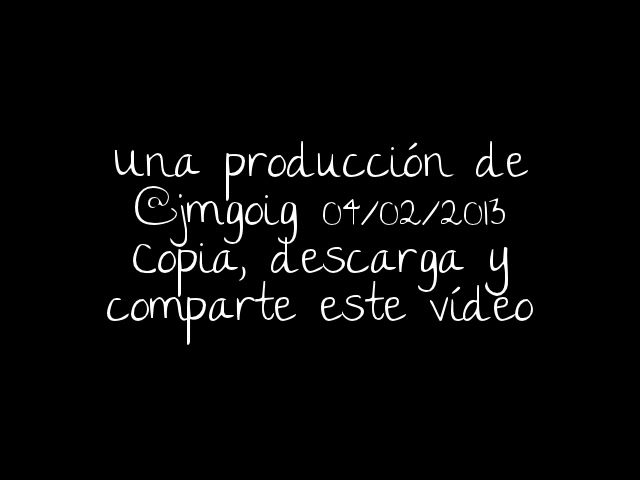 una producción de
@jmgoig 04/02/2013
Copia, descarga y
comparte este vídeo